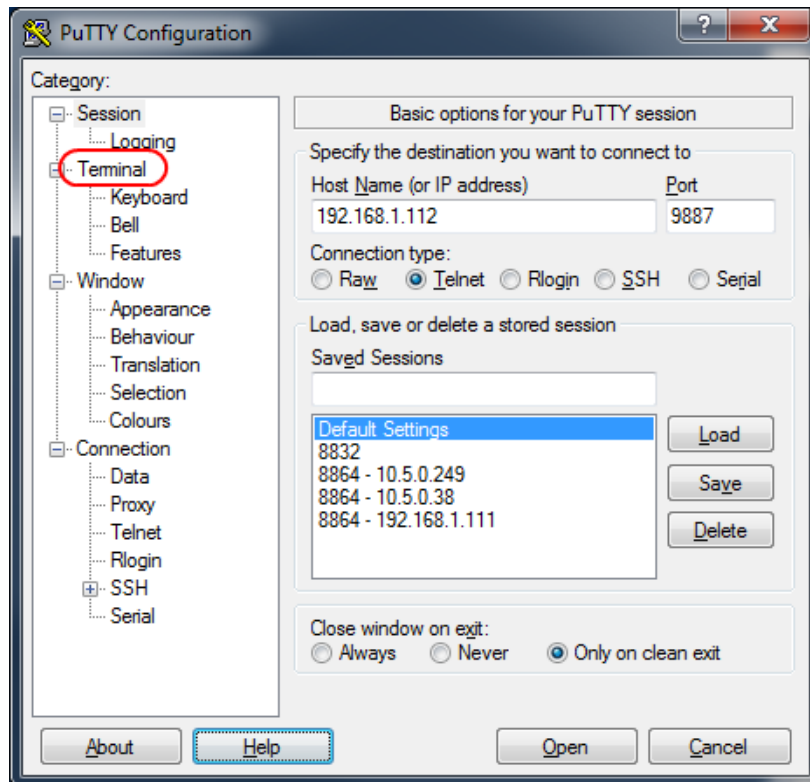 PuTTY Configuration
?
X
Category:
Session
Logging
Terminal
Keyboard
Bell
Features
Window
Appearance
Behaviour
Translation
Selection
Colours
Connection
Data
Proxy
Telnet
Rlogin
SSH
Serial
Basic options for your PuTTY session
Specify the destination you want to connect to
Host Name (or IP address) Port
192.168.1.112 9887
Connection type:
Raw Telnet Rlogin SSH Serial
Load, save or delete a stored session
Saved Sessions
Default Settings
8832
8864 - 10.5.0.249
8864 - 10.5.0.38
8864 - 192.168.1.111
Load
Save
Delete
Close window on exit:
Always Never Only on clean exit
About Help Open Cancel